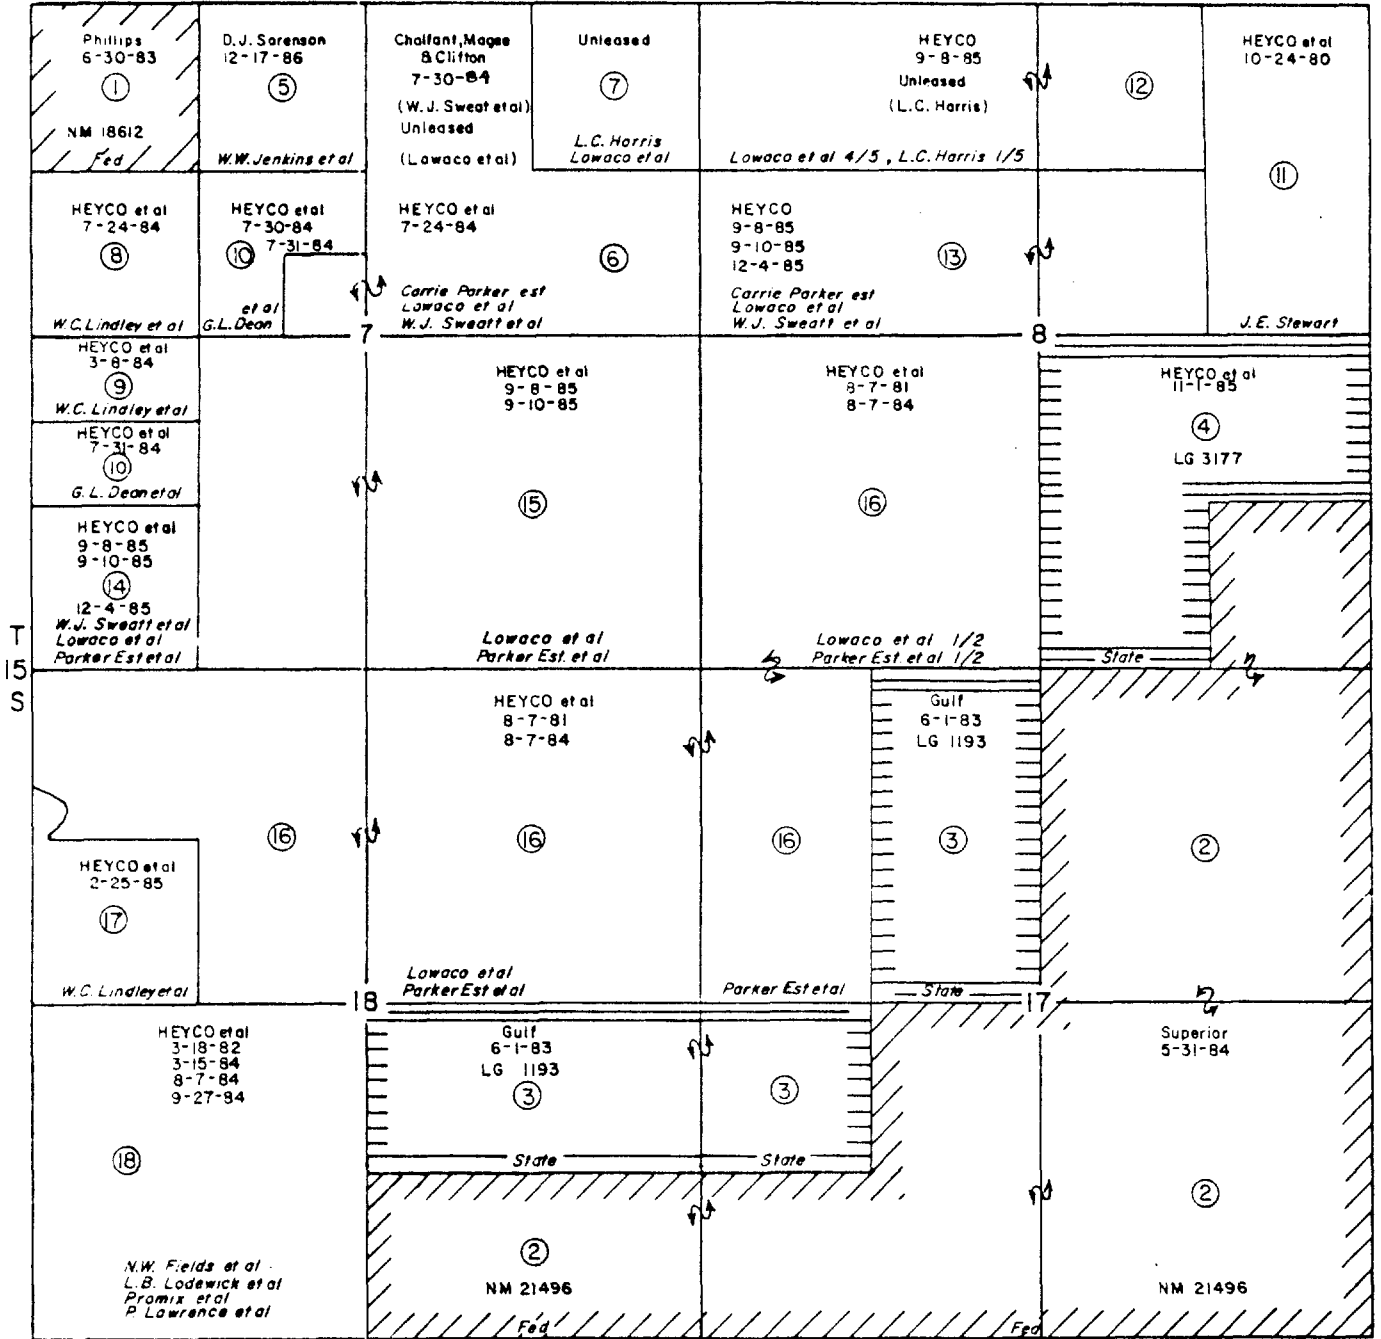 Phillips
6-30-83
1
NM 18612
Fed
D.J. Sorenson
12-17-86
5
W.W. Jenkins et al
Chalfant, Magee
& Clifton
7-30-84
(W.J. Sweat et al)
Unleased
(Lowaco et al)
Unleased
7
L.C. Harris
Lowaco et al
HEYCO
9-8-85
Unleased
(L.C. Harris)
12
Lowaco et al 4/5, L.C. Harris 1/5
HEYCO et al
10-24-80
11
J.E. Stewart
HEYCO et al
7-24-84
8
W.C. Lindley et al
HEYCO et al
7-30-84
7-31-84
10
et al
G.L. Dean
HEYCO et al
7-24-84
6
Carrie Parker est
Lowaco et al
W.J. Sweatt et al
HEYCO
9-8-85
9-10-85
12-4-85
13
Carrie Parker est
Lowaco et al
W.J. Sweatt et al
7
8
HEYCO et al
3-8-84
9
W.C. Lindley et al
HEYCO et al
7-31-84
10
G.L. Dean et al
HEYCO et al
9-8-85
9-10-85
14
12-4-85
W.J. Sweatt et al
Lowaco et al
Parker Est et al
HEYCO et al
9-8-85
9-10-85
15
Lowaco et al
Parker Est. et al
HEYCO et al
8-7-81
8-7-84
16
Lowaco et al 1/2
Parker Est. et al 1/2
HEYCO et al
11-1-85
4
LG 3177
State
T
15
S
HEYCO et al
8-7-81
8-7-84
16
16
16
Lowaco et al
Parker Est et al
Parker Est et al
Gulf
6-1-83
LG 1193
3
State
2
HEYCO et al
2-25-85
17
W.C. Lindley et al
18
17
HEYCO et al
3-18-82
3-15-84
8-7-84
9-27-84
18
N.W. Fields et al
L.B. Lodewick et al
Promix et al
P. Lawrence et al
Gulf
6-1-83
LG 1193
3
3
State
State
2
NM 21496
Fed
Superior
5-31-84
2
NM 21496
Fed